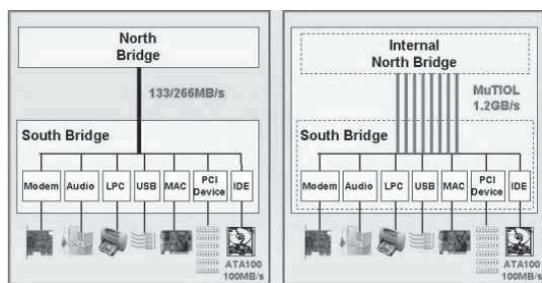 North
Bridge
133/266MB/s
South Bridge
Modem
Audio
LPC
USB
MAC
PCI
Device
IDE
ATA100
100MB/s
Internal
North Bridge
MuTIOL
1.2GB/s
South Bridge
Modem
Audio
LPC
USB
MAC
PCI
Device
IDE
ATA100
100MB/s